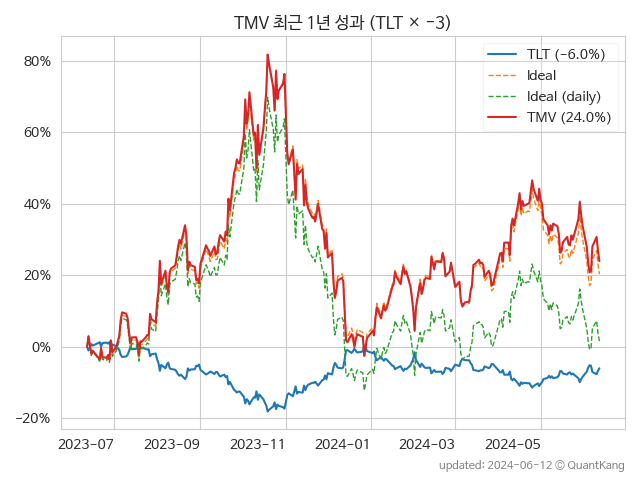 TMV 최근 1년 성과 (TLT × -3)
TLT (-6.0%)
Ideal
Ideal (daily)
TMV (24.0%)
80%
60%
40%
20%
0%
−20%
2023-07 2023-09 2023-11 2024-01 2024-03 2024-05
updated: 2024-06-12 © QuantKang